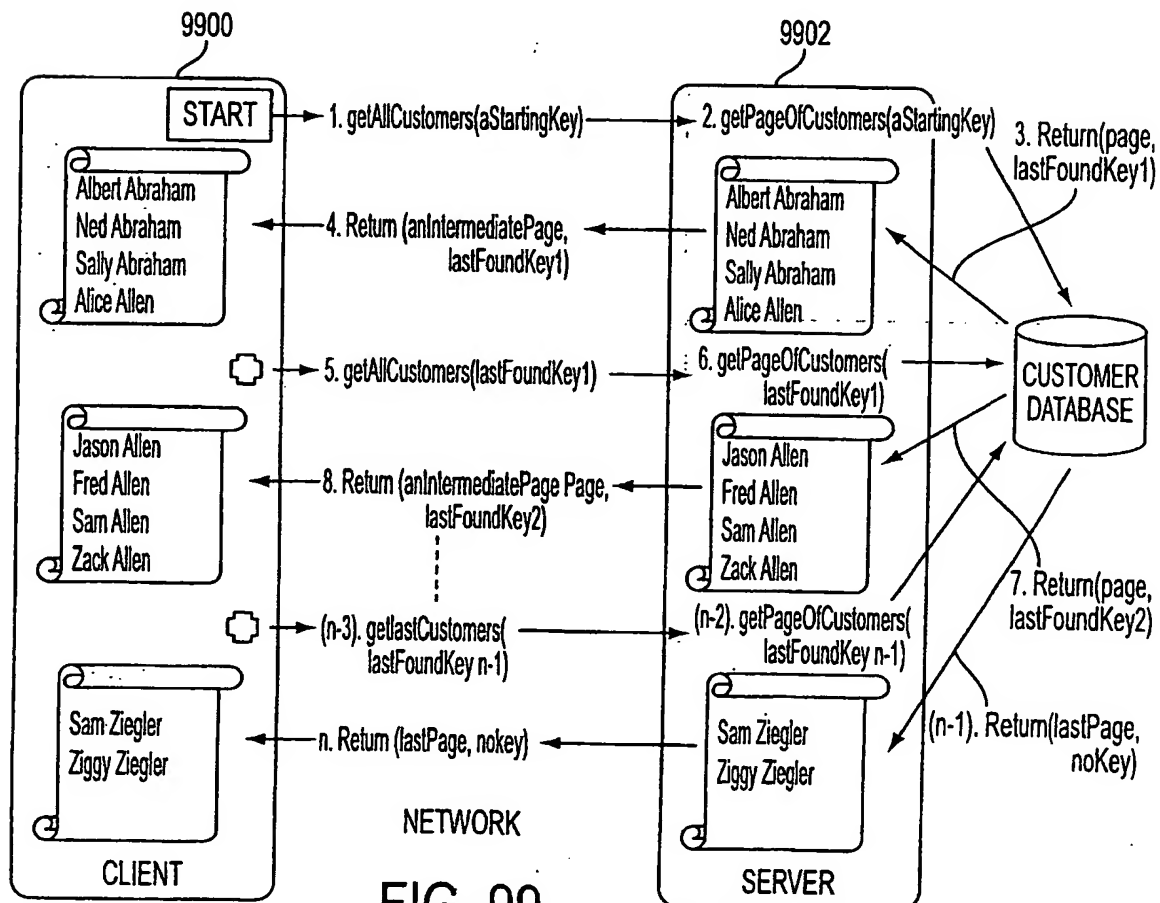 9900
9902
START
1. getAllCustomers(aStartingKey)
2. getPageOfCustomers(aStartingKey)
3. Return(page,
lastFoundKey1)
Albert Abraham
Ned Abraham
Sally Abraham
Alice Allen
4. Return (anIntermediatePage,
lastFoundKey1)
Albert Abraham
Ned Abraham
Sally Abraham
Alice Allen
5. getAllCustomers(lastFoundKey1)
6. getPageOfCustomers(
lastFoundKey1)
CUSTOMER
DATABASE
Jason Allen
Fred Allen
Sam Allen
Zack Allen
8. Return (anIntermediatePage Page,
lastFoundKey2)
Jason Allen
Fred Allen
Sam Allen
Zack Allen
7. Return(page,
lastFoundKey2)
(n-3). getlastCustomers(
lastFoundKey n-1)
(n-2). getPageOfCustomers(
lastFoundKey n-1)
Sam Ziegler
Ziggy Ziegler
n. Return (lastPage, nokey)
Sam Ziegler
Ziggy Ziegler
(n-1). Return(lastPage,
noKey)
NETWORK
CLIENT
SERVER
FIG. 99